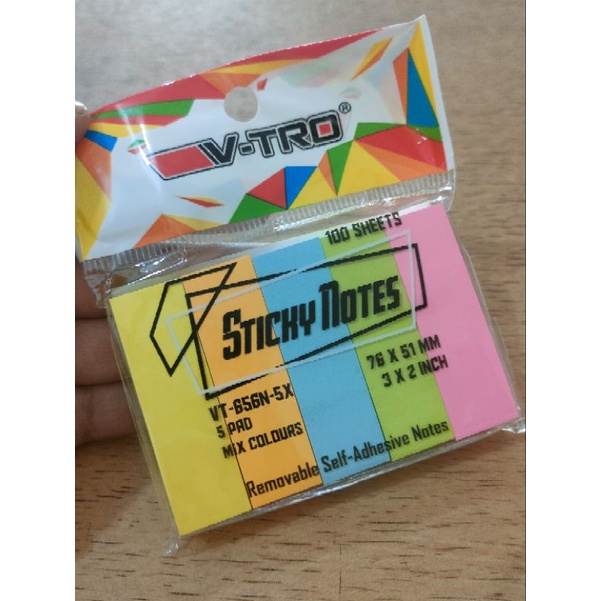 V-TRO®
100 SHEETS
STICKY NOTES
76 X 51 MM
3 X 2 INCH
VT-656N-5X
5 PAD
MIX COLOURS
Removable Self-Adhesive Notes